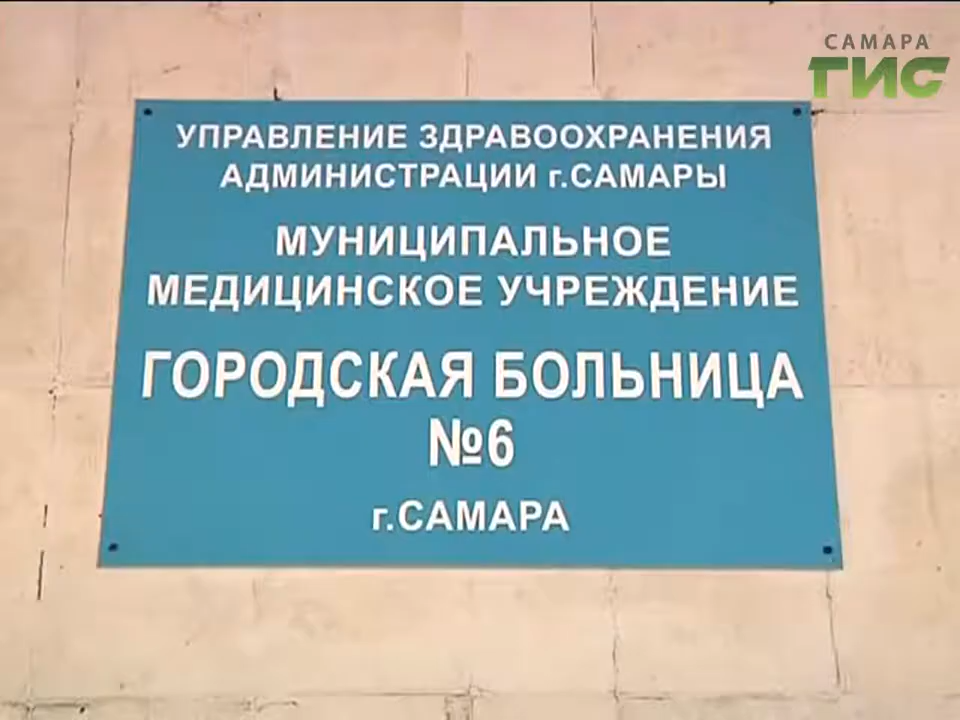 САМАРА
ГИС
УПРАВЛЕНИЕ ЗДРАВООХРАНЕНИЯ
АДМИНИСТРАЦИИ г.САМАРЫ
МУНИЦИПАЛЬНОЕ
МЕДИЦИНСКОЕ УЧРЕЖДЕНИЕ
ГОРОДСКАЯ БОЛЬНИЦА
№6
г.САМАРА